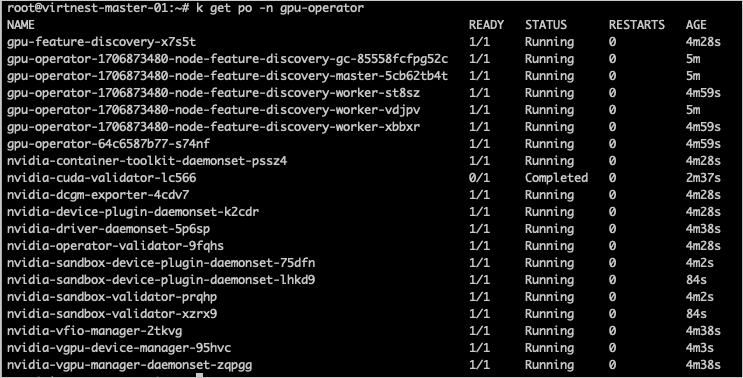 root@virtnest-master-01:~# k get po -n gpu-operator
NAME READY STATUS RESTARTS AGE
gpu-feature-discovery-x7s5t 1/1 Running 0 4m28s
gpu-operator-1706873480-node-feature-discovery-gc-85558fcfpg52c 1/1 Running 0 5m
gpu-operator-1706873480-node-feature-discovery-master-5cb62tb4t 1/1 Running 0 5m
gpu-operator-1706873480-node-feature-discovery-worker-st8sz 1/1 Running 0 4m59s
gpu-operator-1706873480-node-feature-discovery-worker-vdjpv 1/1 Running 0 5m
gpu-operator-1706873480-node-feature-discovery-worker-xbbxr 1/1 Running 0 4m59s
gpu-operator-64c6587b77-s74nf 1/1 Running 0 4m59s
nvidia-container-toolkit-daemonset-pssz4 1/1 Running 0 4m28s
nvidia-cuda-validator-lc566 0/1 Completed 0 2m37s
nvidia-dcgm-exporter-4cdv7 1/1 Running 0 4m28s
nvidia-device-plugin-daemonset-k2cdr 1/1 Running 0 4m28s
nvidia-driver-daemonset-5p6sp 1/1 Running 0 4m38s
nvidia-operator-validator-9fqhs 1/1 Running 0 4m28s
nvidia-sandbox-device-plugin-daemonset-75dfn 1/1 Running 0 4m2s
nvidia-sandbox-device-plugin-daemonset-lhkd9 1/1 Running 0 84s
nvidia-sandbox-validator-prqhp 1/1 Running 0 4m2s
nvidia-sandbox-validator-xzrx9 1/1 Running 0 84s
nvidia-vfio-manager-2tkvg 1/1 Running 0 4m38s
nvidia-vgpu-device-manager-95hvc 1/1 Running 0 4m3s
nvidia-vgpu-manager-daemonset-zqpgg 1/1 Running 0 4m38s